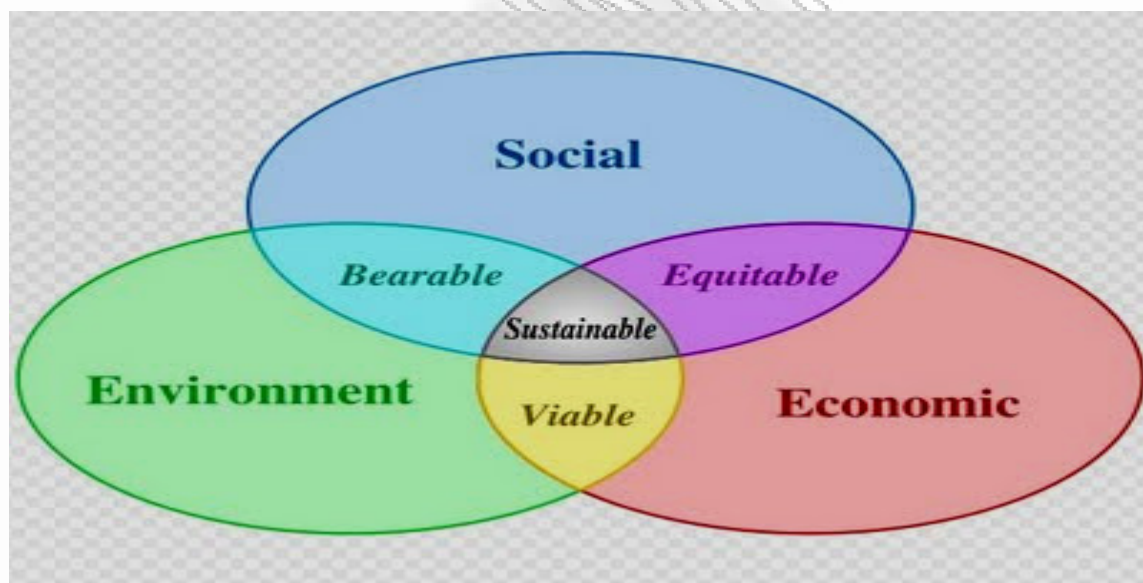 Social
Bearable
Equitable
Sustainable
Environment
Viable
Economic